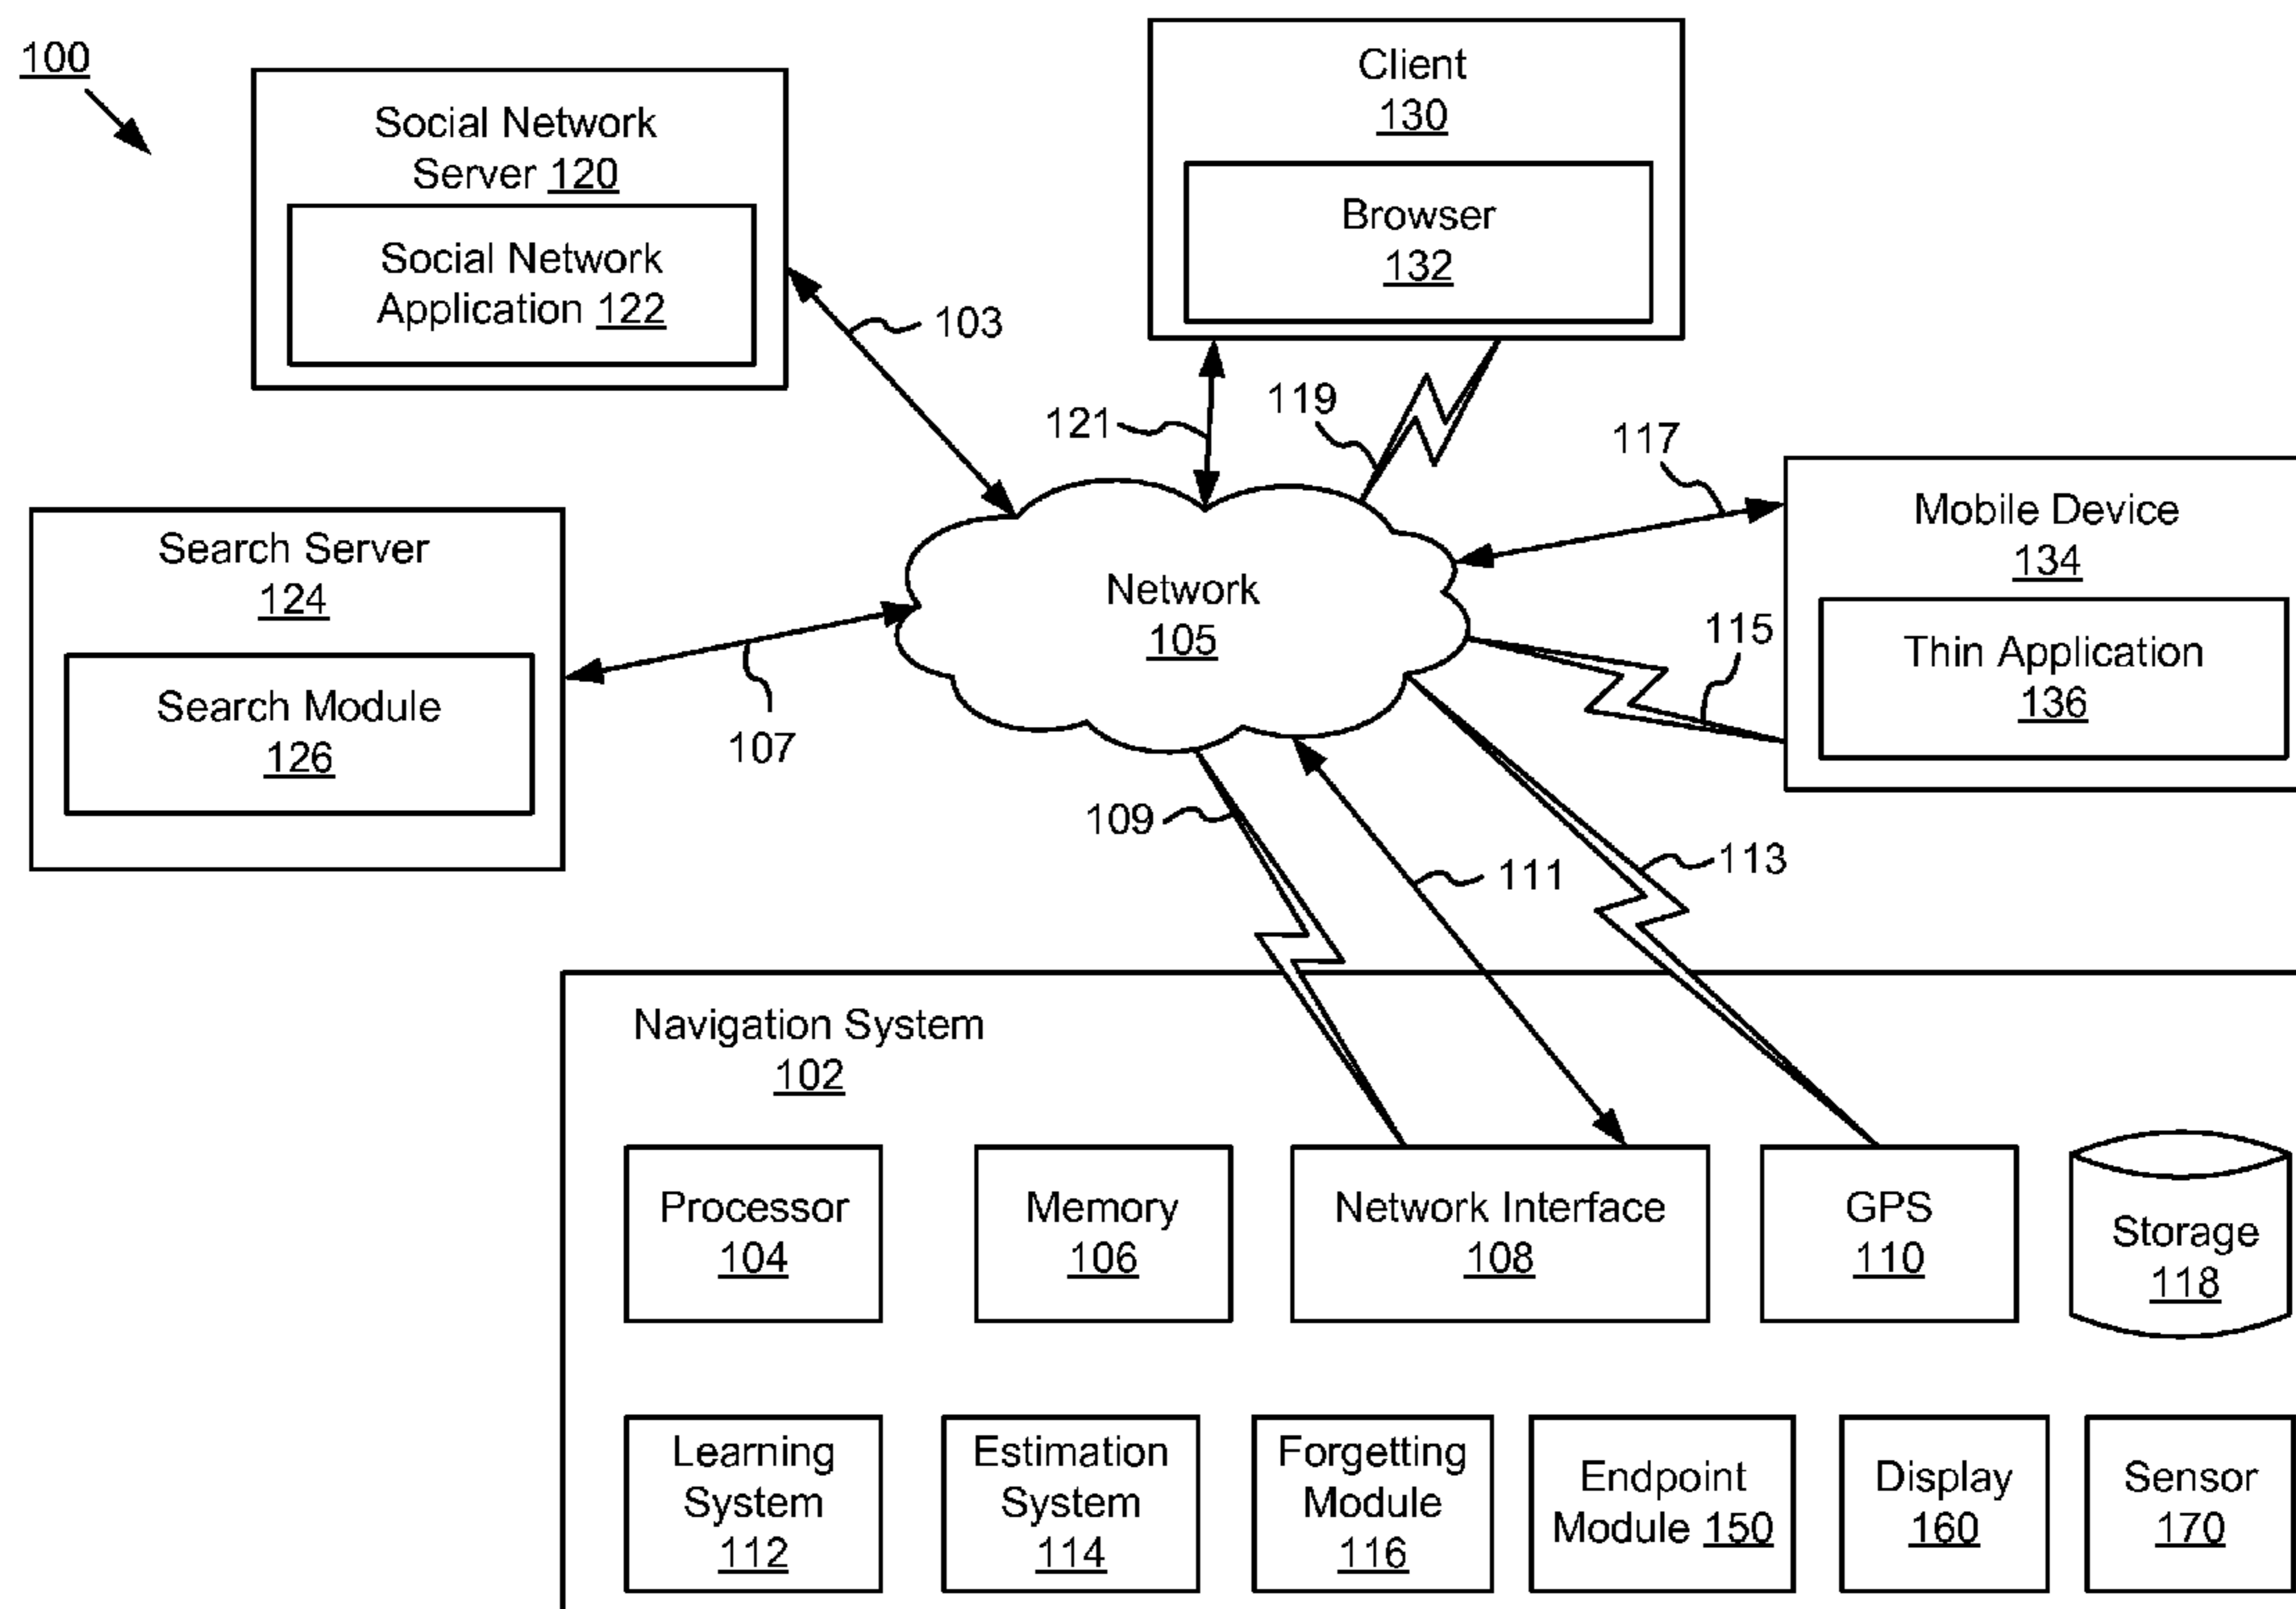 100
Social Network
Server 120
Social Network
Application 122
103
Client
130
Browser
132
121
119
117
Search Server
124
Search Module
126
107
Network
105
Mobile Device
134
Thin Application
136
115
109
111
113
Navigation System
102
Processor
104
Memory
106
Network Interface
108
GPS
110
Storage
118
Learning
System
112
Estimation
System
114
Forgetting
Module
116
Endpoint
Module 150
Display
160
Sensor
170